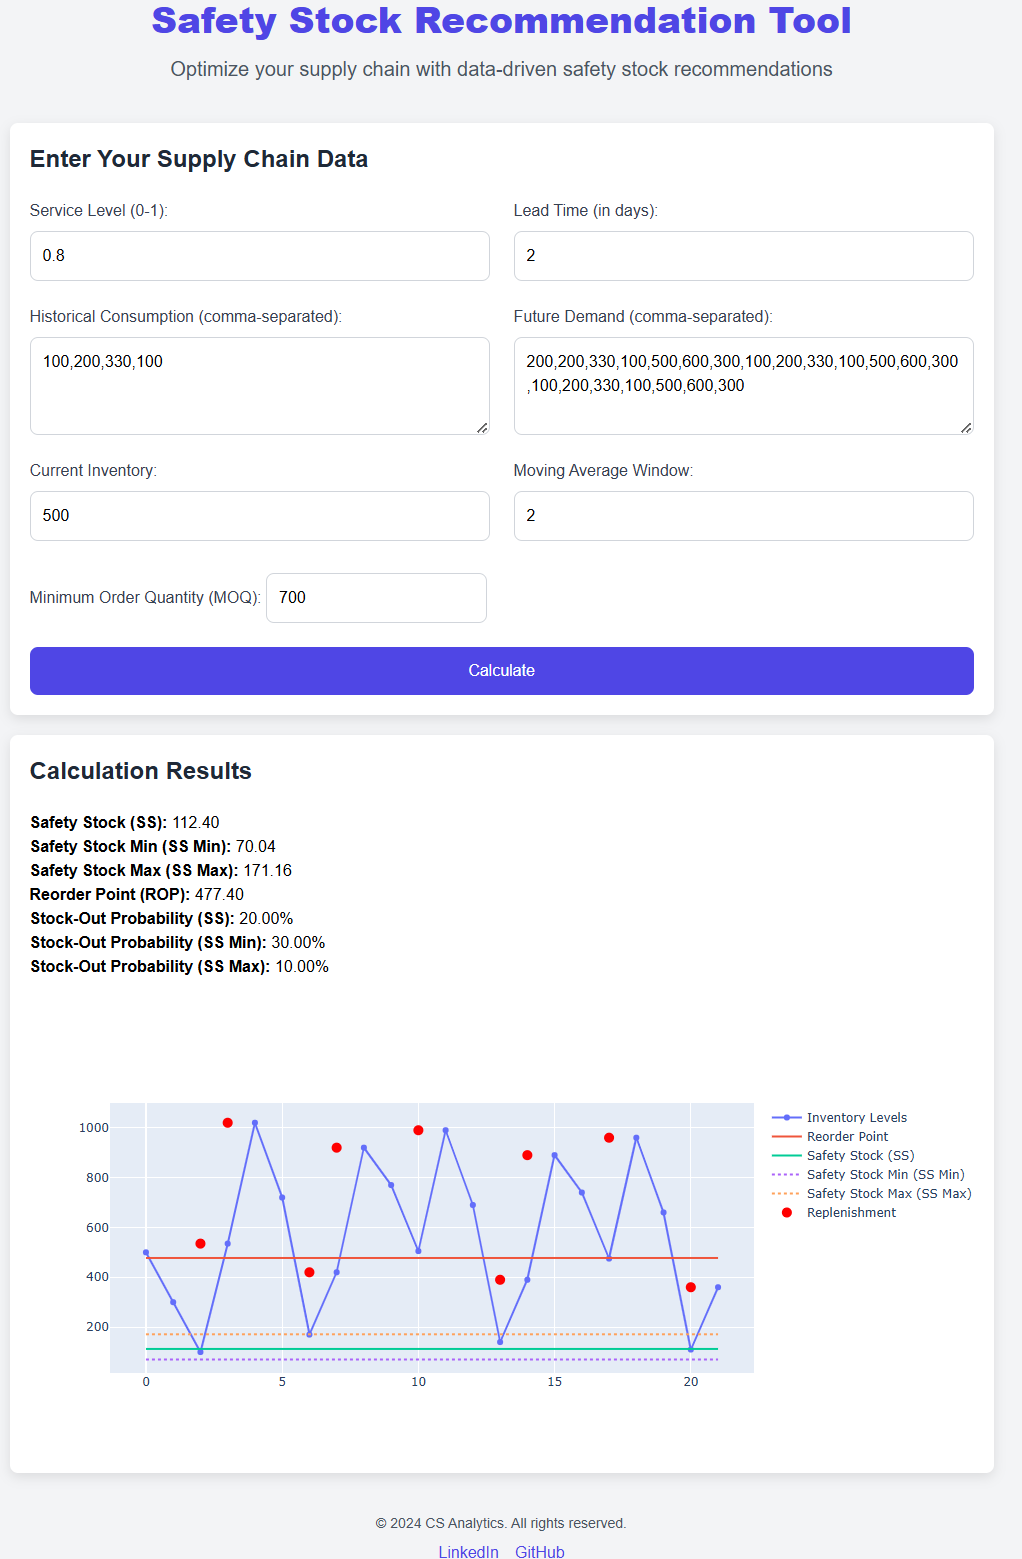 Safety Stock Recommendation Tool
Optimize your supply chain with data-driven safety stock recommendations
Enter Your Supply Chain Data
Service Level (0-1):
0.8
Lead Time (in days):
2
Historical Consumption (comma-separated):
100,200,330,100
Future Demand (comma-separated):
200,200,330,100,500,600,300,100,200,330,100,500,600,300
,100,200,330,100,500,600,300
Current Inventory:
500
Moving Average Window:
2
Minimum Order Quantity (MOQ): 700
Calculate
Calculation Results
Safety Stock (SS): 112.40
Safety Stock Min (SS Min): 70.04
Safety Stock Max (SS Max): 171.16
Reorder Point (ROP): 477.40
Stock-Out Probability (SS): 20.00%
Stock-Out Probability (SS Min): 30.00%
Stock-Out Probability (SS Max): 10.00%
1000
800
600
400
200
0 5 10 15 20
Inventory Levels
Reorder Point
Safety Stock (SS)
Safety Stock Min (SS Min)
Safety Stock Max (SS Max)
Replenishment
© 2024 CS Analytics. All rights reserved.
LinkedIn GitHub